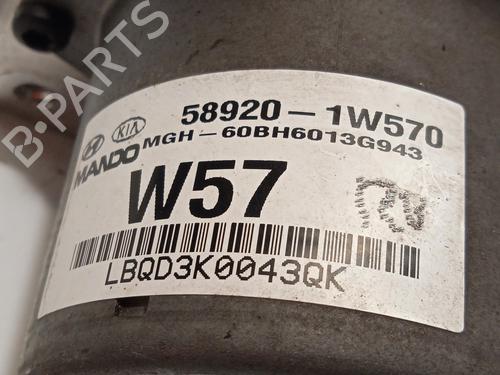 B-PARTS
58920-1W570
KIA
MANDO MGH-60BH6013G943
W57
LBQD3K0043QK